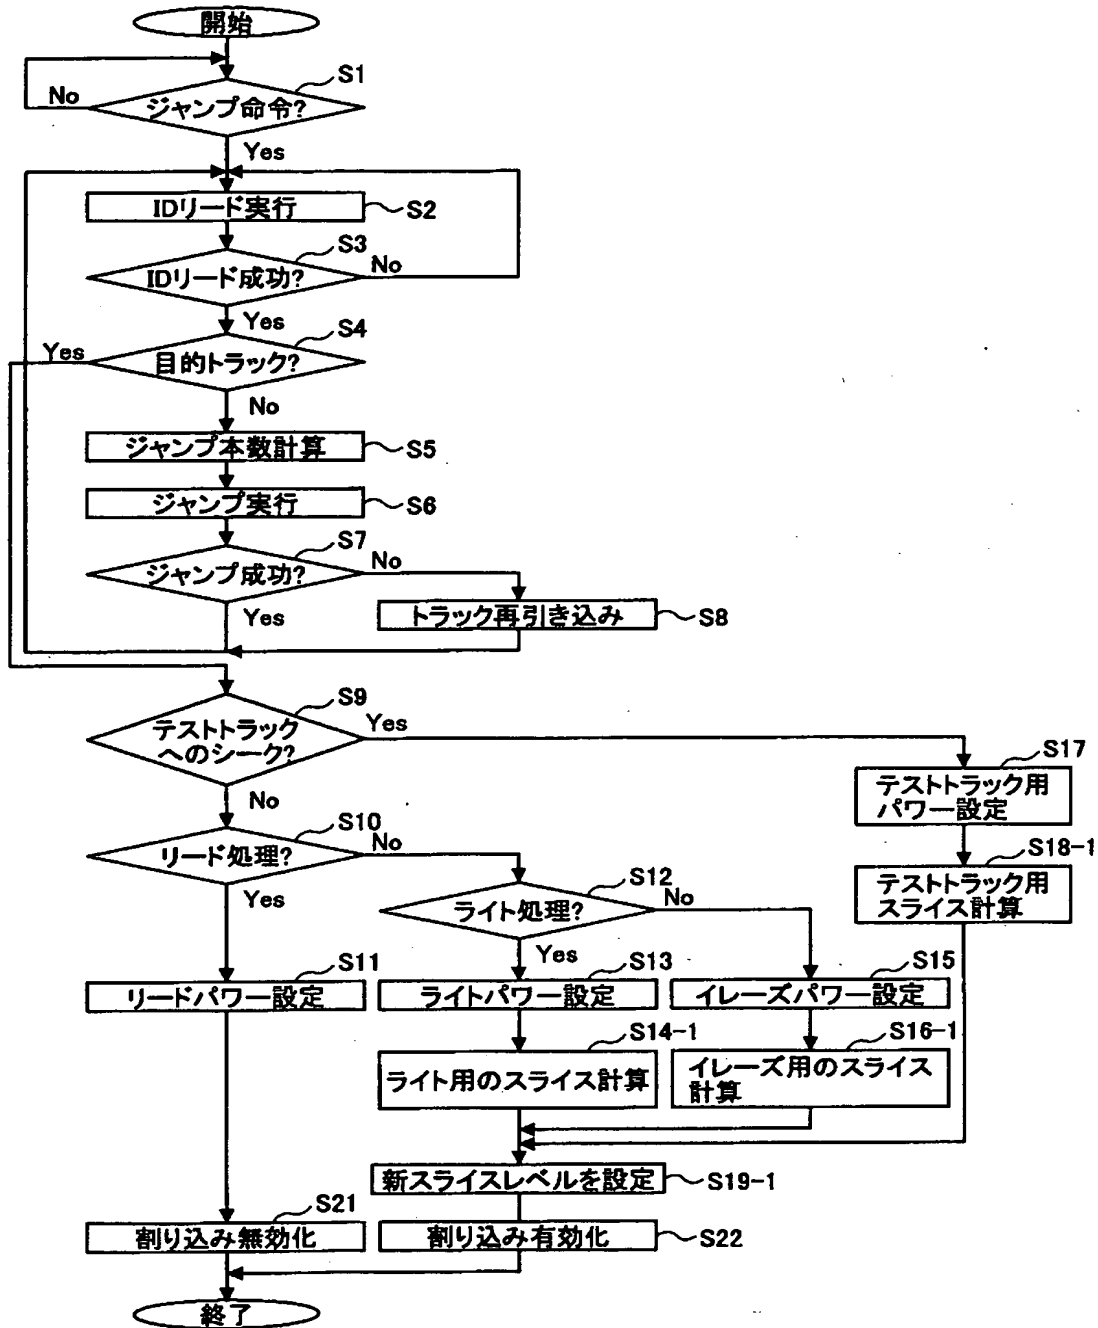 開始
S1
No
ジャンプ命令?
Yes
IDリード実行
S2
S3
IDリード成功?
No
Yes
S4
Yes
目的トラック?
No
ジャンプ本数計算
S5
ジャンプ実行
S6
S7
ジャンプ成功?
No
Yes
トラック再引き込み
S8
S9
テストトラック
へのシーク?
Yes
No
S17
テストトラック用
パワー設定
S10
リード処理?
No
Yes
S18-1
テストトラック用
スライス計算
S12
ライト処理?
No
Yes
S11
リードパワー設定
S13
ライトパワー設定
S15
イレーズパワー設定
S14-1
ライト用のスライス計算
S16-1
イレーズ用のスライス
計算
新スライスレベルを設定
S19-1
S21
割り込み無効化
割り込み有効化
S22
終了